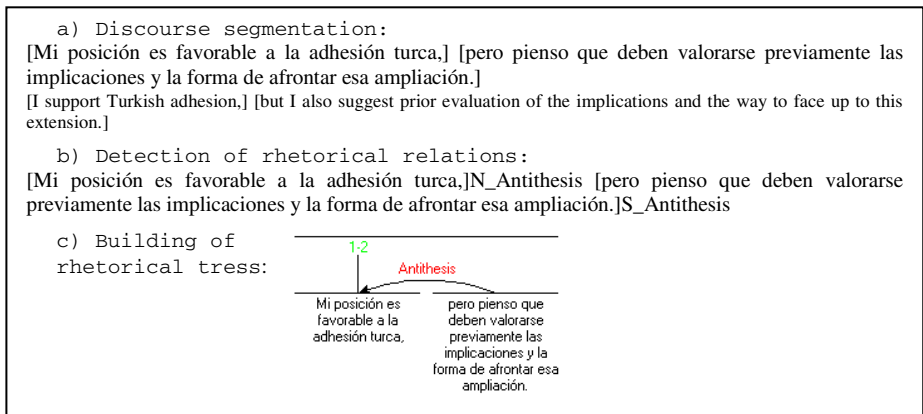 a) Discourse segmentation:
[Mi posición es favorable a la adhesión turca,] [pero pienso que deben valorarse previamente las
implicaciones y la forma de afrontar esa ampliación.]
[I support Turkish adhesion,] [but I also suggest prior evaluation of the implications and the way to face up to this
extension.]
b) Detection of rhetorical relations:
[Mi posición es favorable a la adhesión turca,]N_Antithesis [pero pienso que deben valorarse
previamente las implicaciones y la forma de afrontar esa ampliación.]S_Antithesis
c) Building of
rhetorical tress:
1-2
Antithesis
Mi posición es
favorable a la
adhesión turca,
pero pienso que
deben valorarse
previamente las
implicaciones y la
forma de afrontar esa
ampliación.